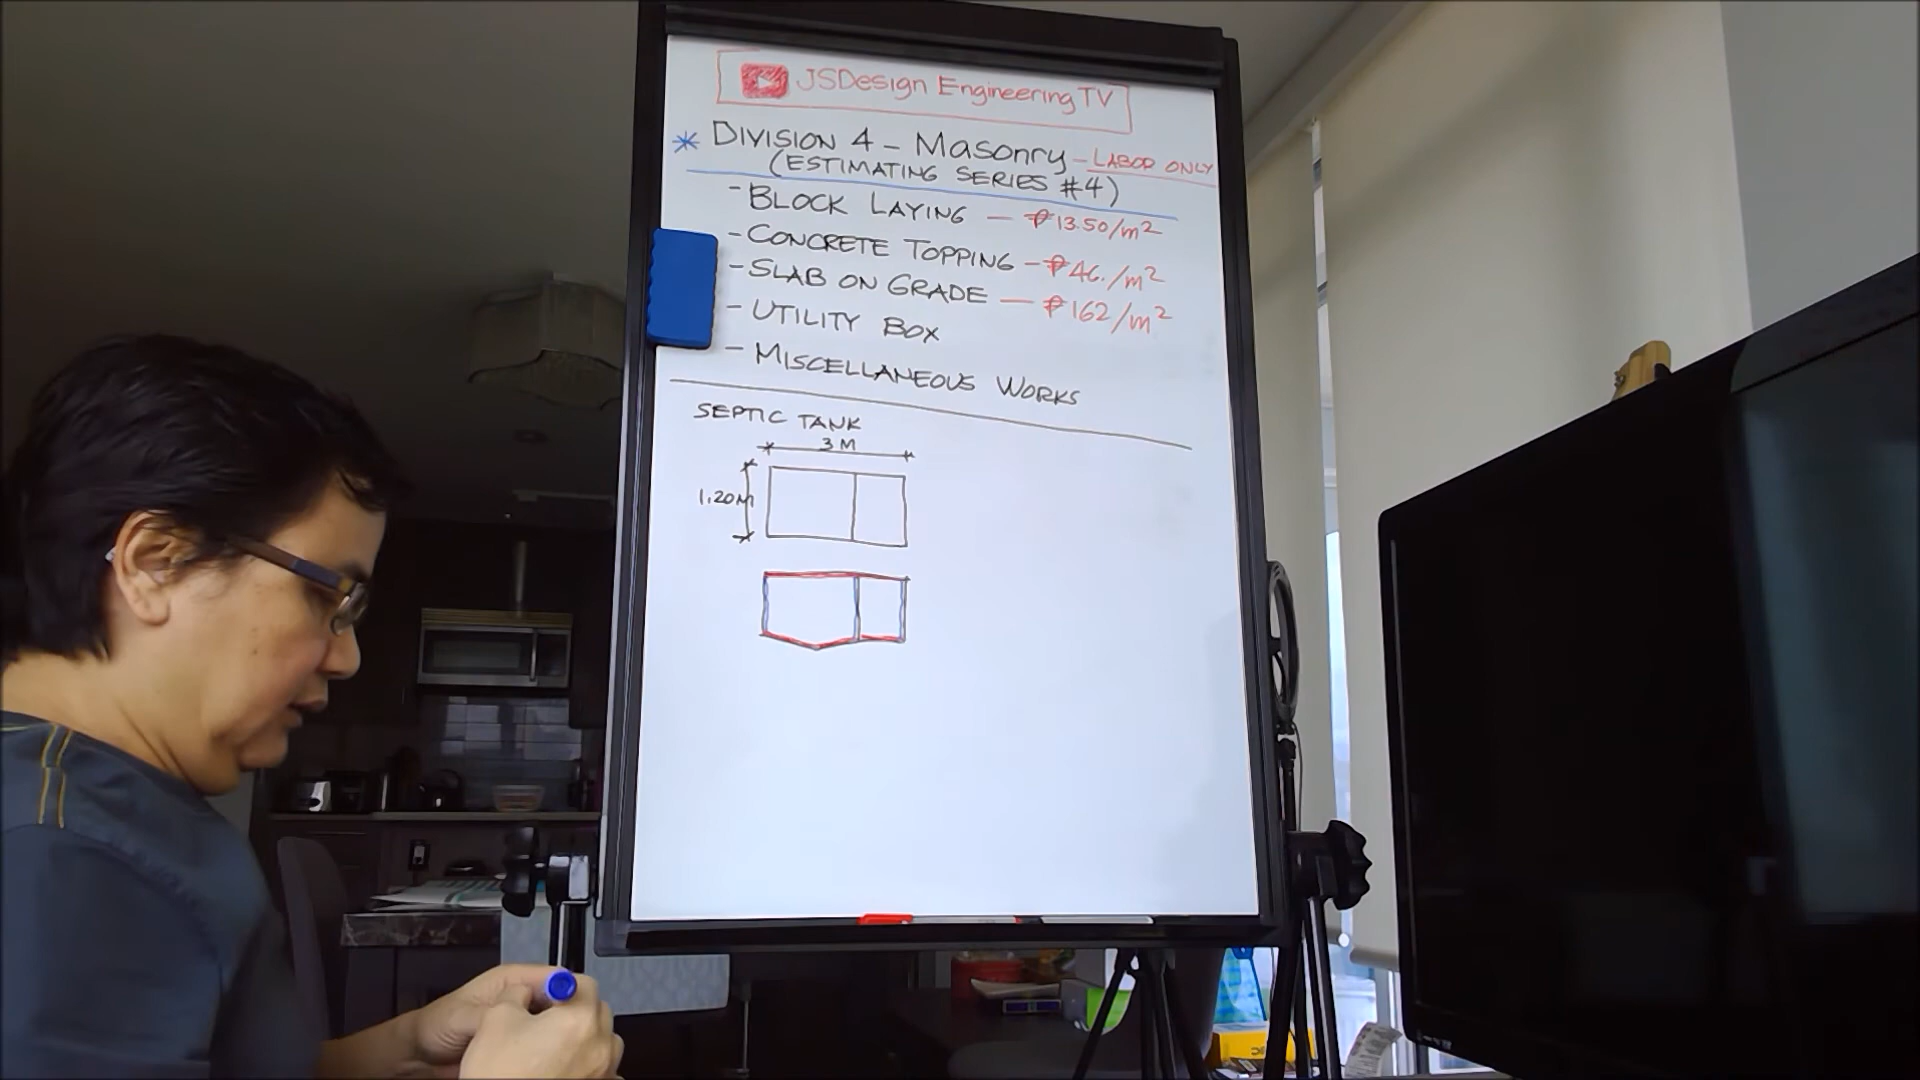 JSDesign Engineering TV
* DIVISION 4 - Masonry - LABOR ONLY
(ESTIMATING SERIES #4)
- BLOCK LAYING — ₱13.50/m²
- CONCRETE TOPPING - ₱46./m²
- SLAB ON GRADE — ₱162/m²
- UTILITY BOX
- MISCELLANEOUS WORKS
SEPTIC TANK
3 M
1.20M